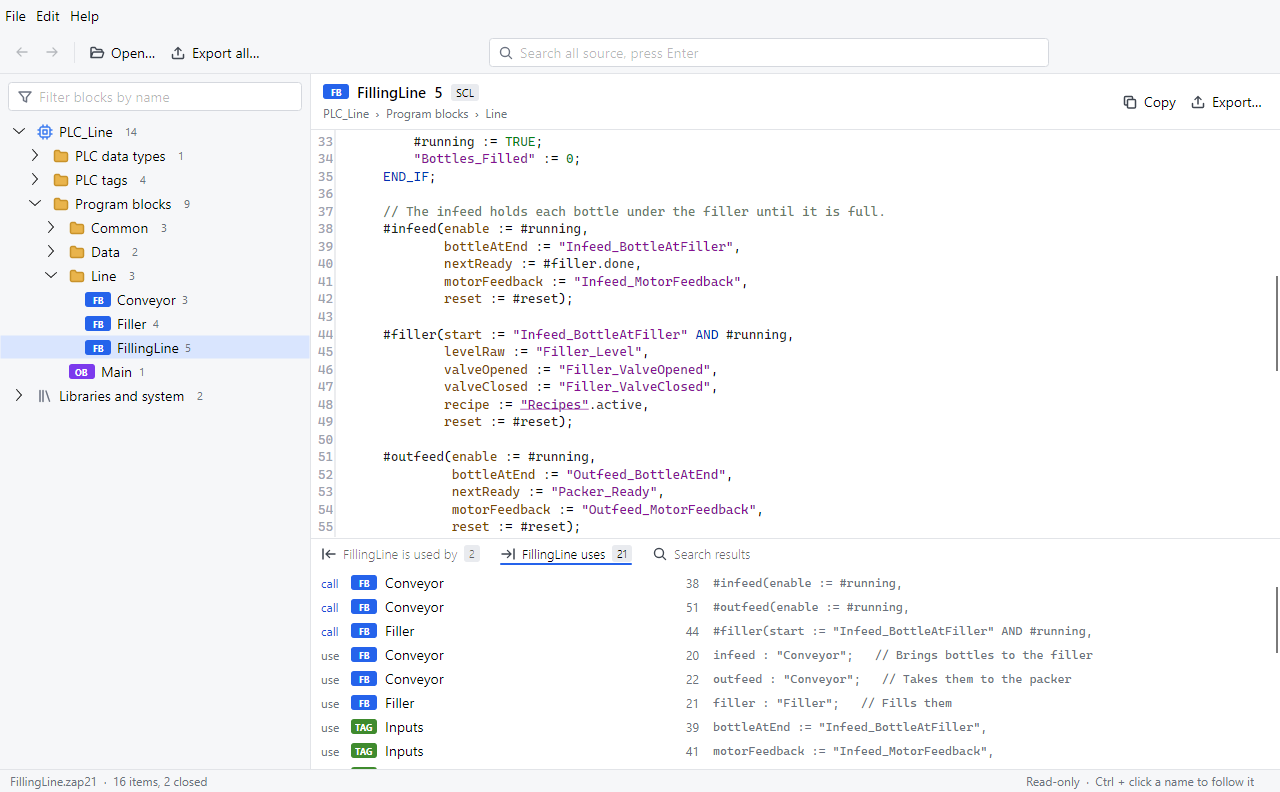 File Edit Help
Open... Export all... Search all source, press Enter
Filter blocks by name
PLC_Line 14
PLC data types 1
PLC tags 4
Program blocks 9
Common 3
Data 2
Line 3
FB Conveyor 3
FB Filler 4
FB FillingLine 5
OB Main 1
Libraries and system 2
FB FillingLine 5 SCL
PLC_Line › Program blocks › Line
Copy Export...
33 #running := TRUE;
34 "Bottles_Filled" := 0;
35 END_IF;
36
37 // The infeed holds each bottle under the filler until it is full.
38 #infeed(enable := #running,
39 bottleAtEnd := "Infeed_BottleAtFiller",
40 nextReady := #filler.done,
41 motorFeedback := "Infeed_MotorFeedback",
42 reset := #reset);
43
44 #filler(start := "Infeed_BottleAtFiller" AND #running,
45 levelRaw := "Filler_Level",
46 valveOpened := "Filler_ValveOpened",
47 valveClosed := "Filler_ValveClosed",
48 recipe := "Recipes".active,
49 reset := #reset);
50
51 #outfeed(enable := #running,
52 bottleAtEnd := "Outfeed_BottleAtEnd",
53 nextReady := "Packer_Ready",
54 motorFeedback := "Outfeed_MotorFeedback",
55 reset := #reset);
FillingLine is used by 2 FillingLine uses 21 Search results
call FB Conveyor 38 #infeed(enable := #running,
call FB Conveyor 51 #outfeed(enable := #running,
call FB Filler 44 #filler(start := "Infeed_BottleAtFiller" AND #running,
use FB Conveyor 20 infeed : "Conveyor"; // Brings bottles to the filler
use FB Conveyor 22 outfeed : "Conveyor"; // Takes them to the packer
use FB Filler 21 filler : "Filler"; // Fills them
use TAG Inputs 39 bottleAtEnd := "Infeed_BottleAtFiller",
use TAG Inputs 41 motorFeedback := "Infeed_MotorFeedback",
FillingLine.zap21 · 16 items, 2 closed
Read-only · Ctrl + click a name to follow it